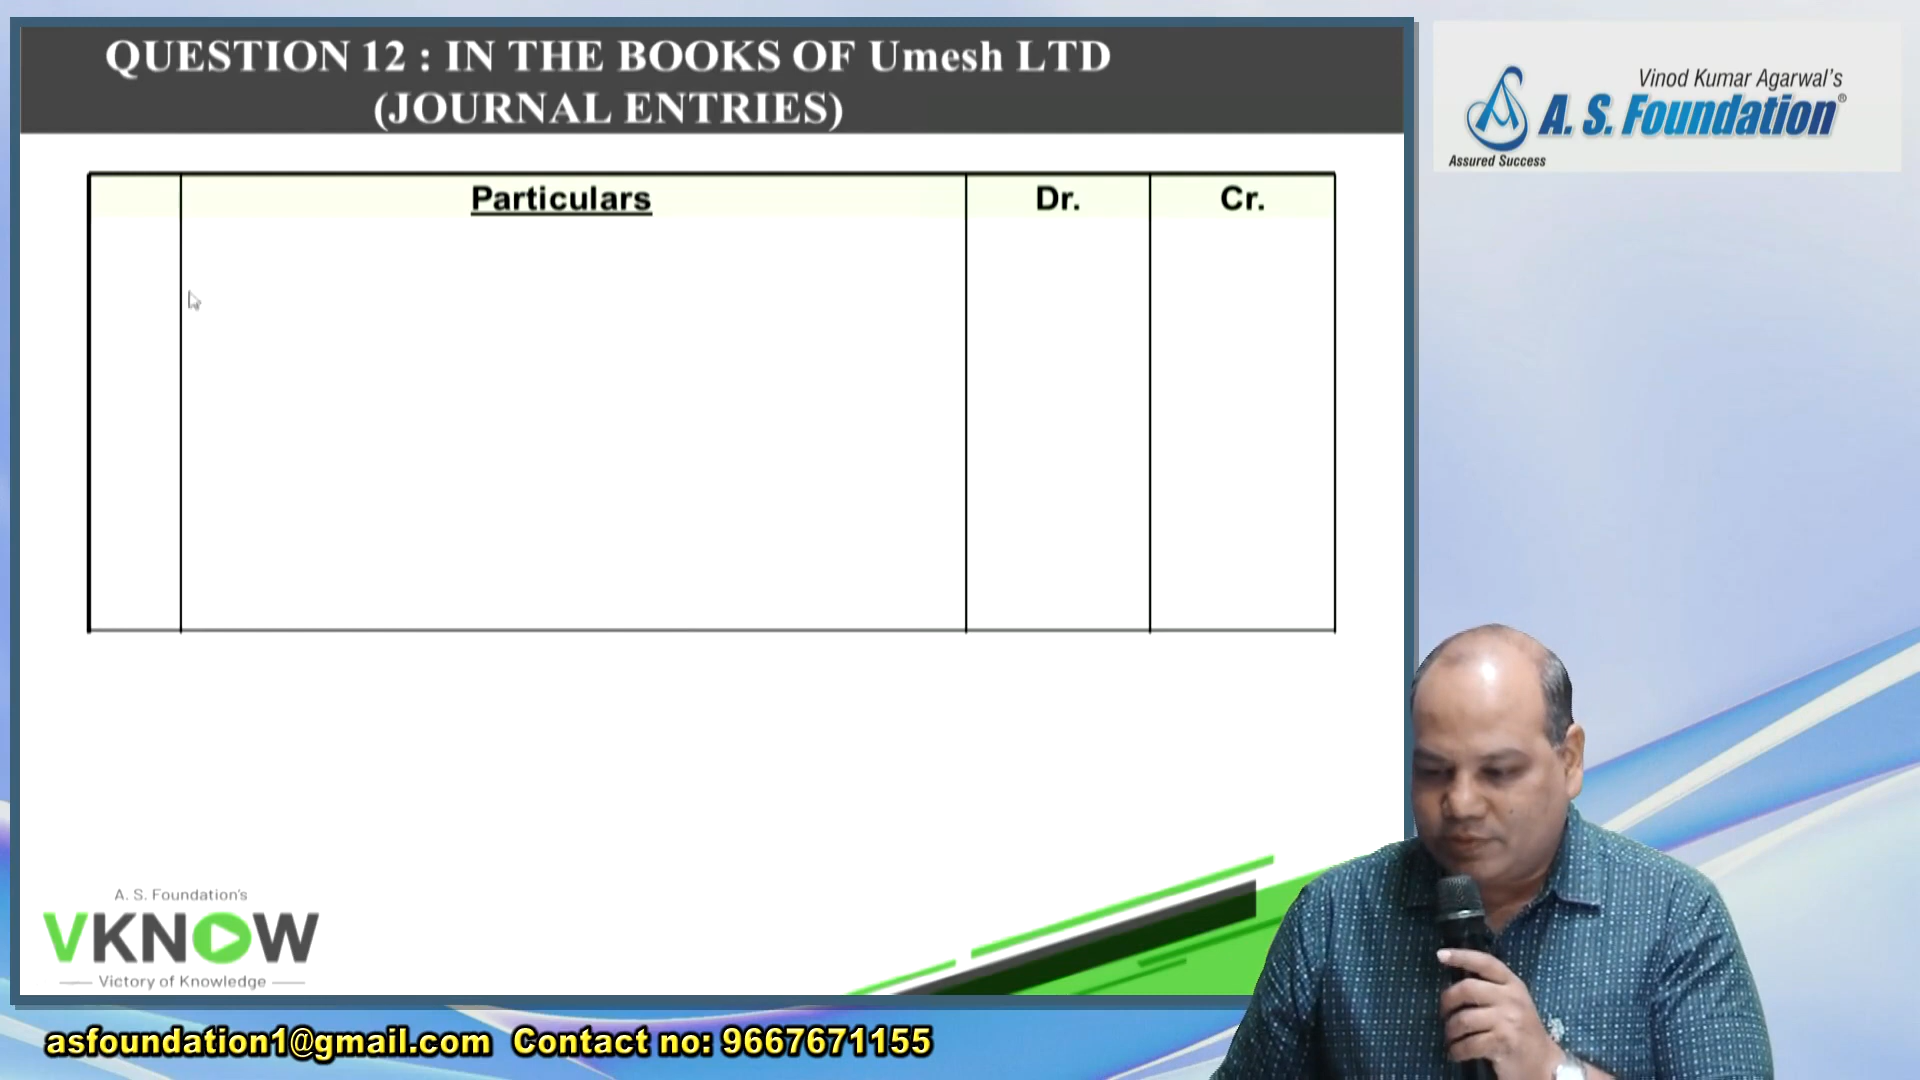 QUESTION 12 : IN THE BOOKS OF Umesh LTD
(JOURNAL ENTRIES)
Vinod Kumar Agarwal's
A. S. Foundation®
Assured Success
Particulars Dr. Cr.
A. S. Foundation's
VKNOW
Victory of Knowledge
asfoundation1@gmail.com Contact no: 9667671155